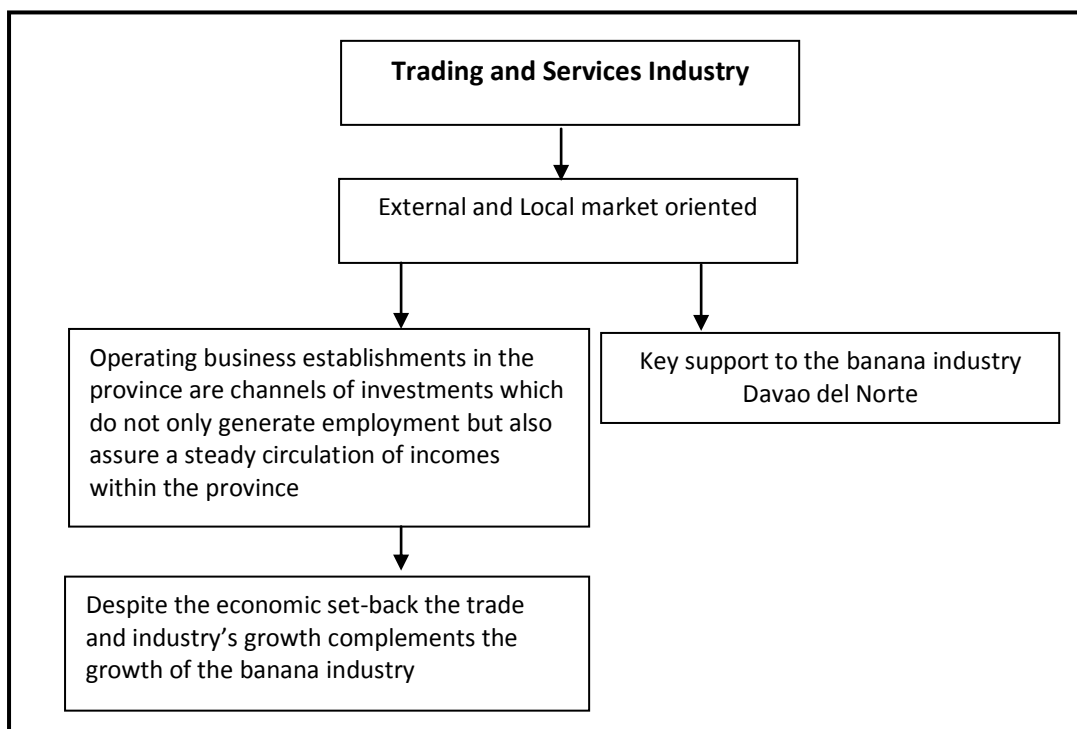 Trading and Services Industry
External and Local market oriented
Operating business establishments in the
province are channels of investments which
do not only generate employment but also
assure a steady circulation of incomes
within the province
Key support to the banana industry
Davao del Norte
Despite the economic set-back the trade
and industry’s growth complements the
growth of the banana industry